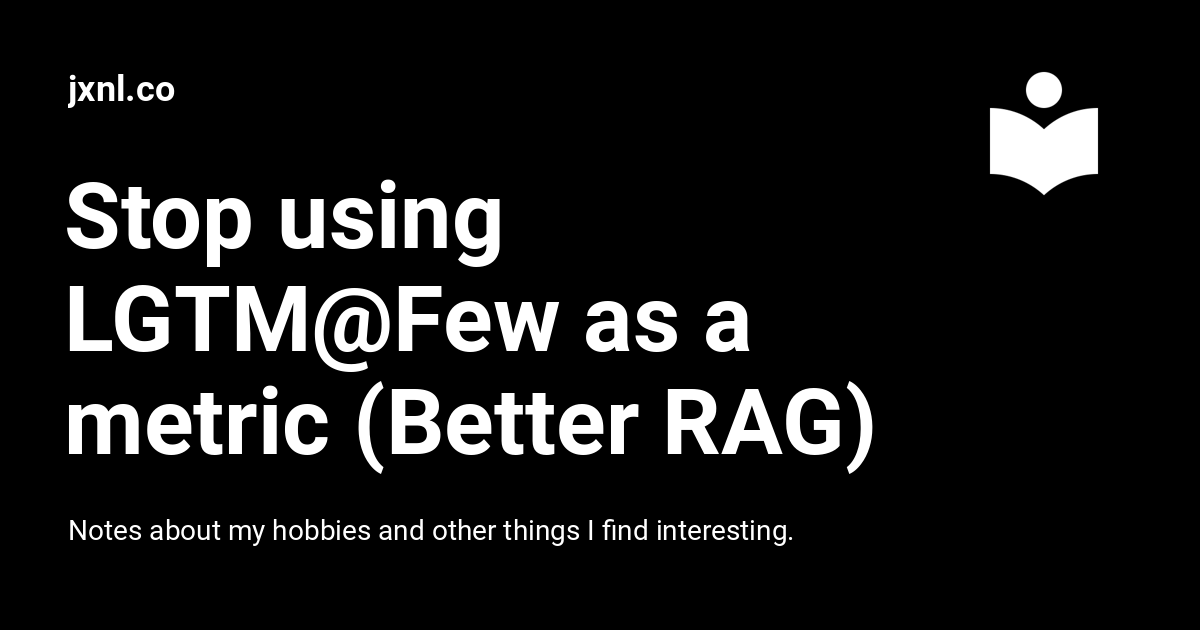 jxnl.co
Stop using
LGTM@Few as a
metric (Better RAG)
Notes about my hobbies and other things I find interesting.